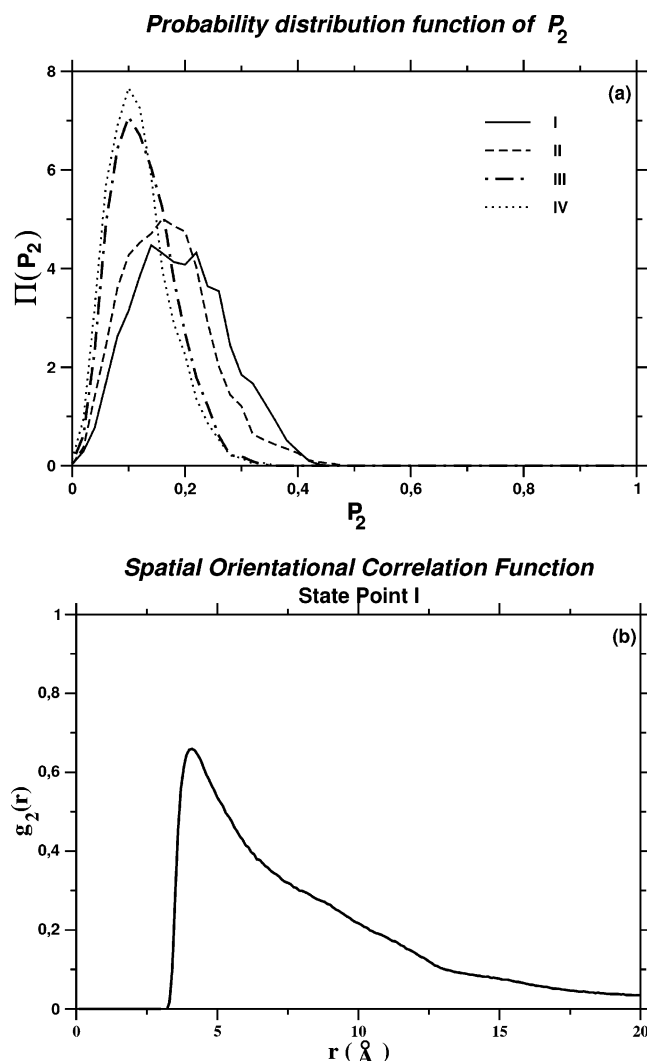 Probability distribution function of P2
(a)
8
6
4
2
0
Π(P2)
I
II
III
IV
0 0,2 0,4 0,6 0,8 1
P2
Spatial Orientational Correlation Function
State Point I
(b)
1
0,8
0,6
0,4
0,2
0
g2(r)
0 5 10 15 20
r (Å)